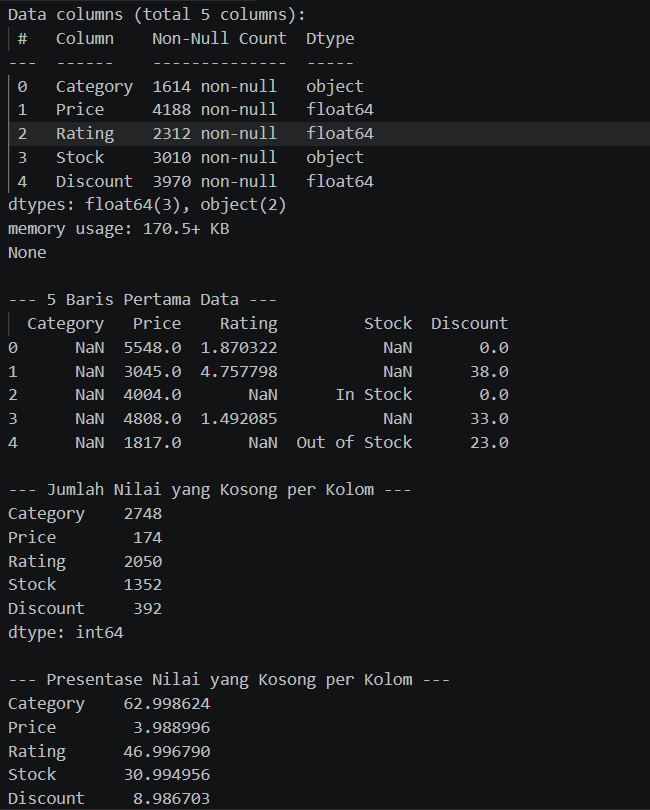 Data columns (total 5 columns):
#   Column    Non-Null Count  Dtype
---  ------    --------------  -----
0   Category  1614 non-null   object
1   Price     4188 non-null   float64
2   Rating    2312 non-null   float64
3   Stock     3010 non-null   object
4   Discount  3970 non-null   float64
dtypes: float64(3), object(2)
memory usage: 170.5+ KB
None
--- 5 Baris Pertama Data ---
Category   Price    Rating         Stock  Discount
0      NaN  5548.0  1.870322           NaN       0.0
1      NaN  3045.0  4.757798           NaN      38.0
2      NaN  4004.0       NaN      In Stock       0.0
3      NaN  4808.0  1.492085           NaN      33.0
4      NaN  1817.0       NaN  Out of Stock      23.0
--- Jumlah Nilai yang Kosong per Kolom ---
Category    2748
Price        174
Rating      2050
Stock       1352
Discount     392
dtype: int64
--- Presentase Nilai yang Kosong per Kolom ---
Category    62.998624
Price        3.988996
Rating      46.996790
Stock       30.994956
Discount     8.986703